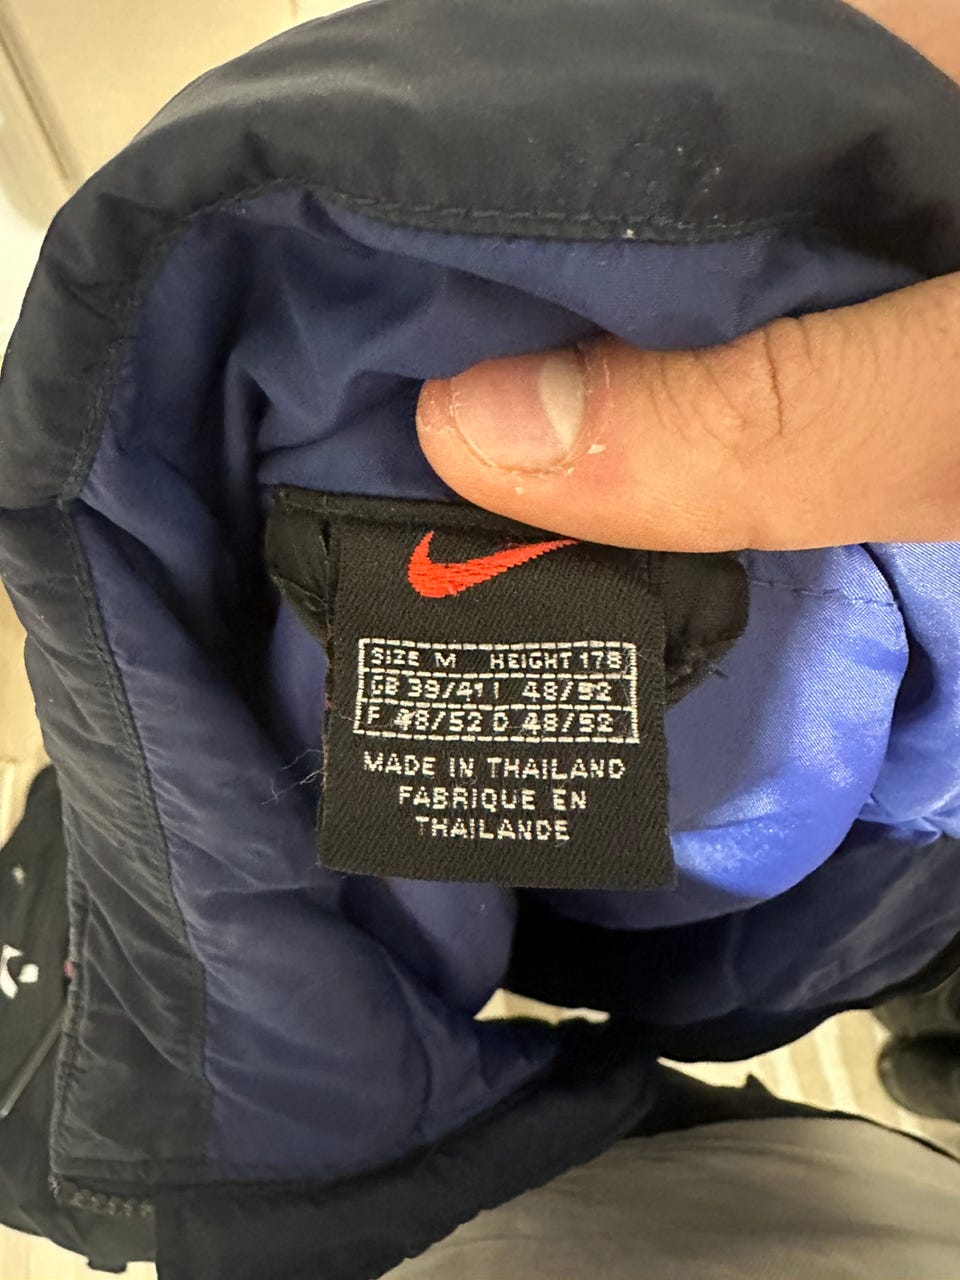 SIZE M HEIGHT 178
GB 39/41 I 48/52
F 48/52 D 48/52
MADE IN THAILAND
FABRIQUE EN
THAILANDE